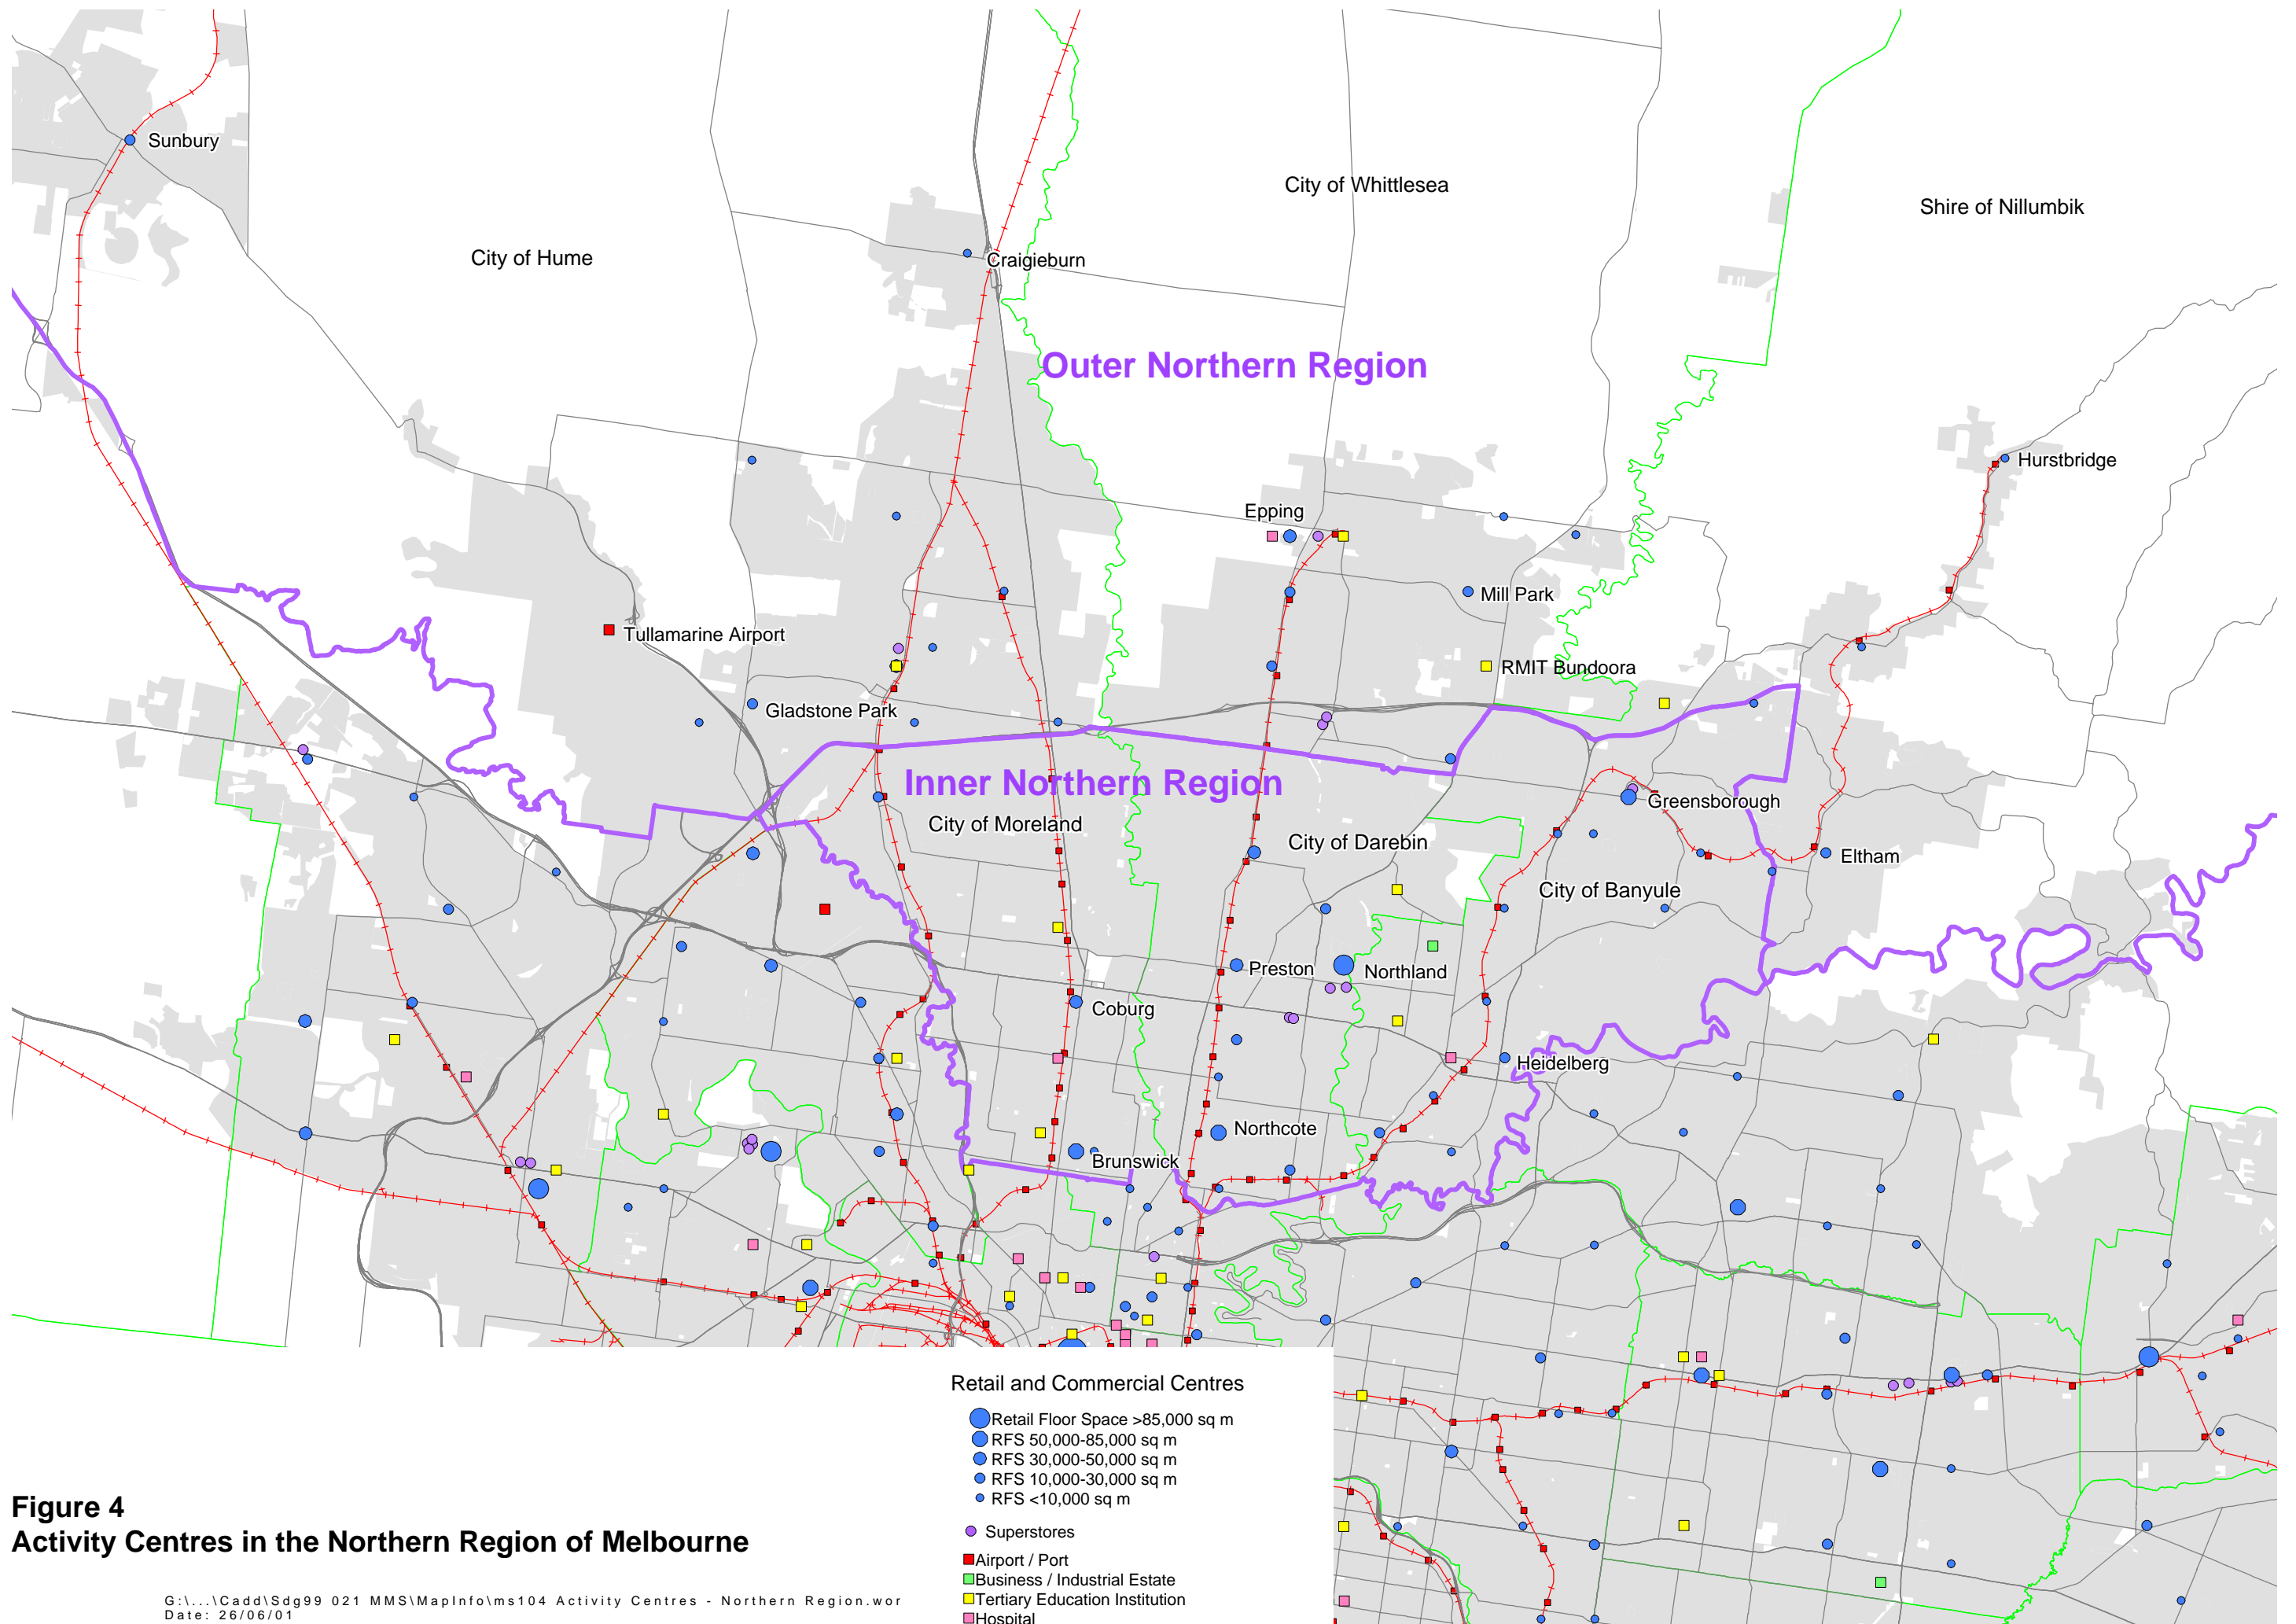 Sunbury
City of Whittlesea
Shire of Nillumbik
City of Hume
Craigieburn
Outer Northern Region
Hurstbridge
Epping
Mill Park
Tullamarine Airport
RMIT Bundoora
Gladstone Park
Inner Northern Region
Greensborough
City of Moreland
City of Darebin
Eltham
City of Banyule
Preston
Northland
Coburg
Heidelberg
Northcote
Brunswick
Retail and Commercial Centres
Retail Floor Space >85,000 sq m
RFS 50,000-85,000 sq m
RFS 30,000-50,000 sq m
RFS 10,000-30,000 sq m
RFS <10,000 sq m
Superstores
Airport / Port
Business / Industrial Estate
Tertiary Education Institution
Hospital
Figure 4
Activity Centres in the Northern Region of Melbourne
G:\...\Cadd\Sdg99 021 MMS\MapInfo\ms104 Activity Centres - Northern Region.wor
Date: 26/06/01